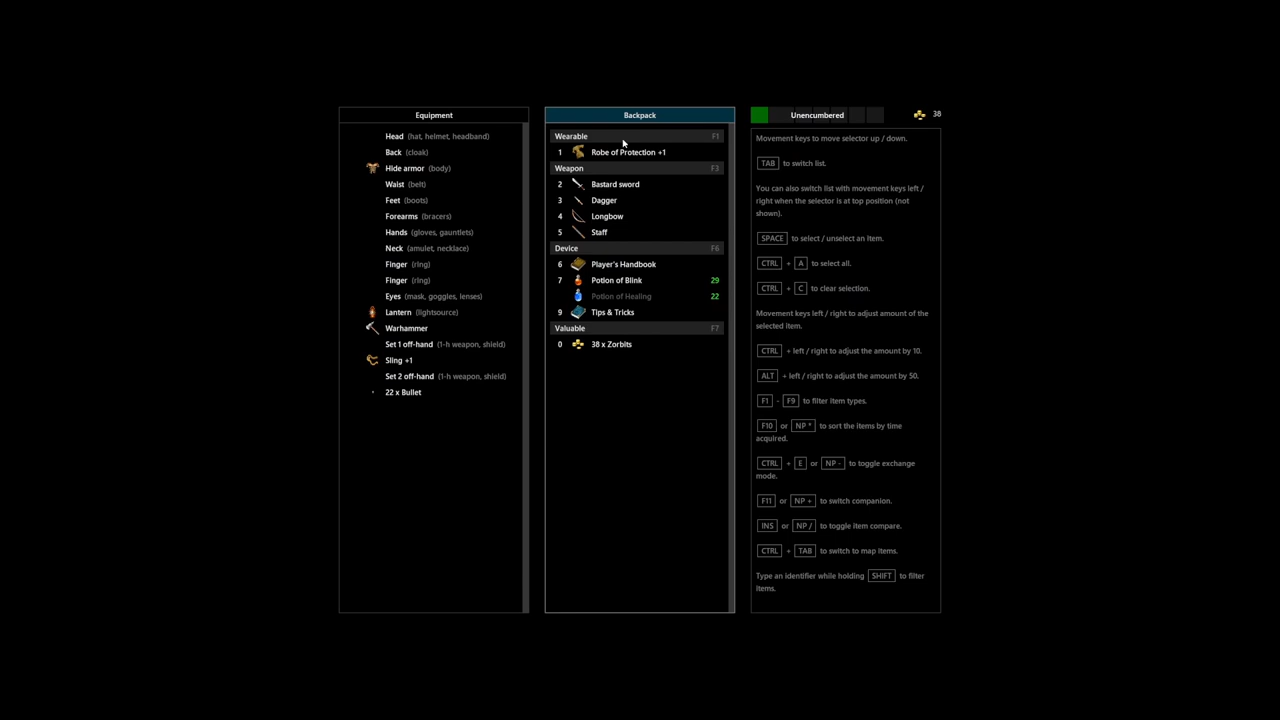 Equipment
Head (hat, helmet, headband)
Back (cloak)
Hide armor (body)
Waist (belt)
Feet (boots)
Forearms (bracers)
Hands (gloves, gauntlets)
Neck (amulet, necklace)
Finger (ring)
Finger (ring)
Eyes (mask, goggles, lenses)
Lantern (lightsource)
Warhammer
Set 1 off-hand (1-h weapon, shield)
Sling +1
Set 2 off-hand (1-h weapon, shield)
22 x Bullet
Backpack
Wearable F1
1 Robe of Protection +1
Weapon F3
2 Bastard sword
3 Dagger
4 Longbow
5 Staff
Device F6
6 Player's Handbook
7 Potion of Blink 29
Potion of Healing 22
9 Tips & Tricks
Valuable F7
0 38 x Zorbits
Unencumbered 38
Movement keys to move selector up / down.
TAB to switch list.
You can also switch list with movement keys left /
right when the selector is at top position (not
shown).
SPACE to select / unselect an item.
CTRL + A to select all.
CTRL + C to clear selection.
Movement keys left / right to adjust amount of the
selected item.
CTRL + left / right to adjust the amount by 10.
ALT + left / right to adjust the amount by 50.
F1 - F9 to filter item types.
F10 or NP * to sort the items by time
acquired.
CTRL + E or NP - to toggle exchange
mode.
F11 or NP + to switch companion.
INS or NP / to toggle item compare.
CTRL + TAB to switch to map items.
Type an identifier while holding SHIFT to filter
items.